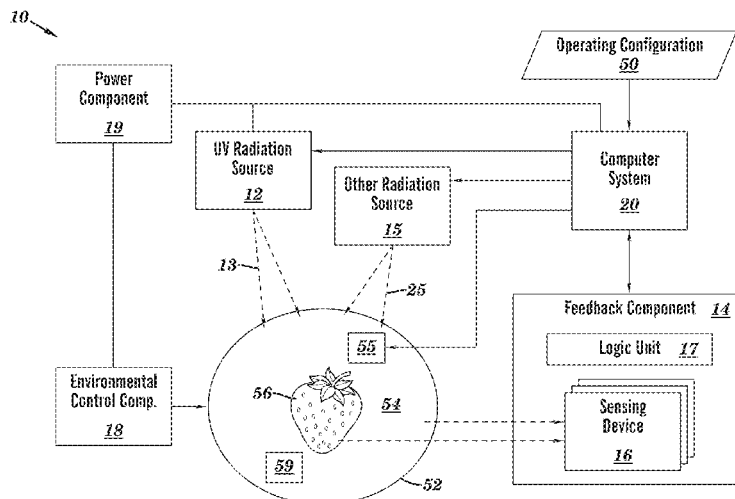 10
Operating Configuration
50
Power
Component
19
UV Radiation
Source
12
Other Radiation
Source
15
Computer
System
20
13
25
Feedback Component 14
Logic Unit 17
55
Environmental
Control Comp.
18
56
54
Sensing
Device
16
59
52